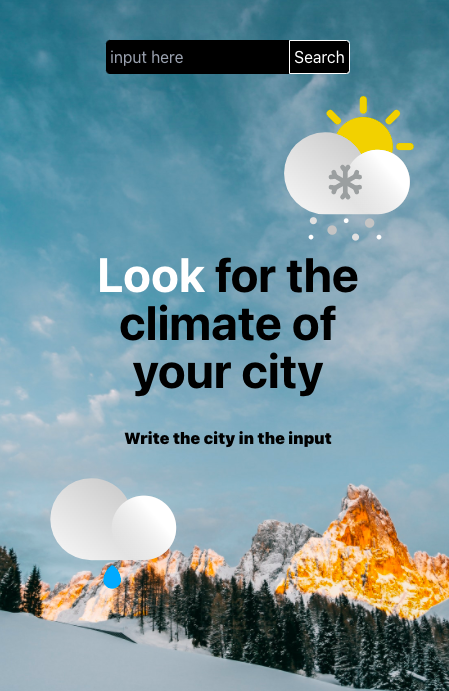 input here Search
Look for the
climate of
your city
Write the city in the input